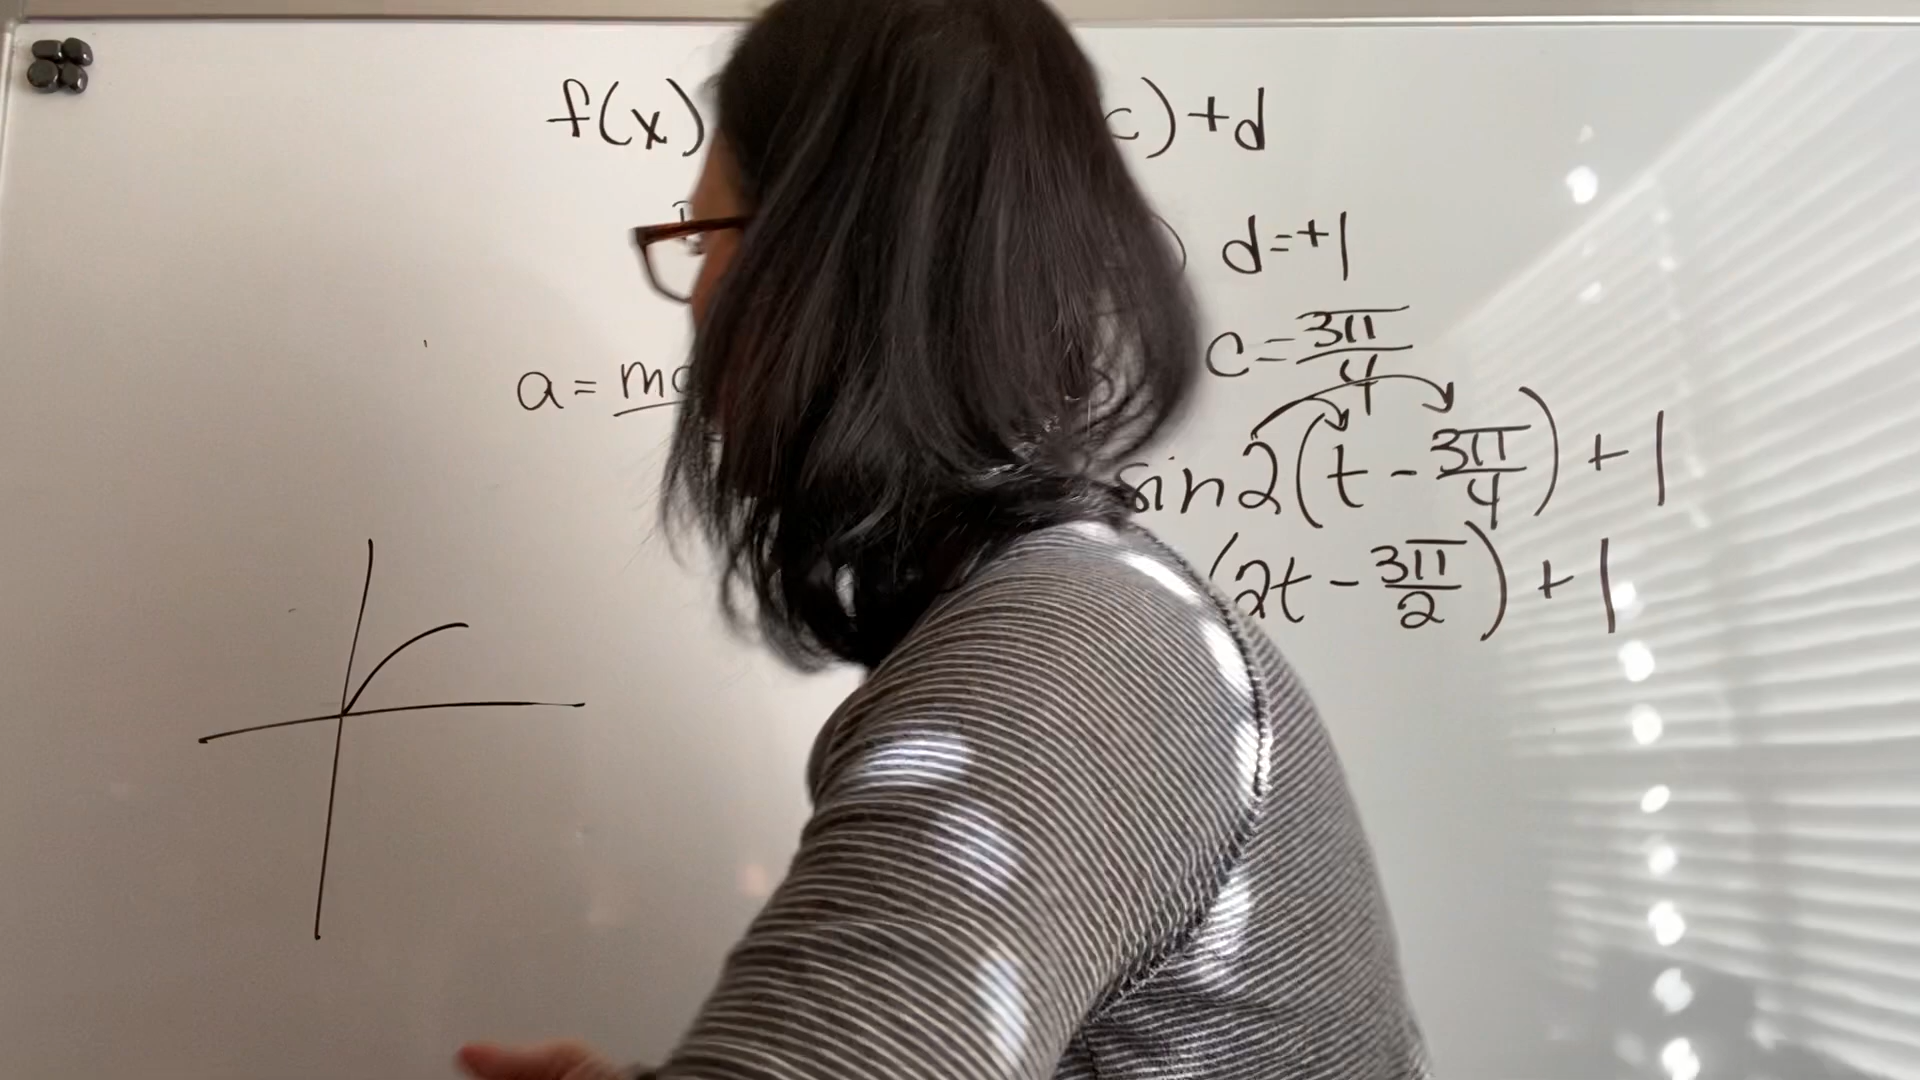 f(x) c)+d
) d=+1
a = c=3π/4
sin2(t-3π/4)+1
(2t-3π/2)+1